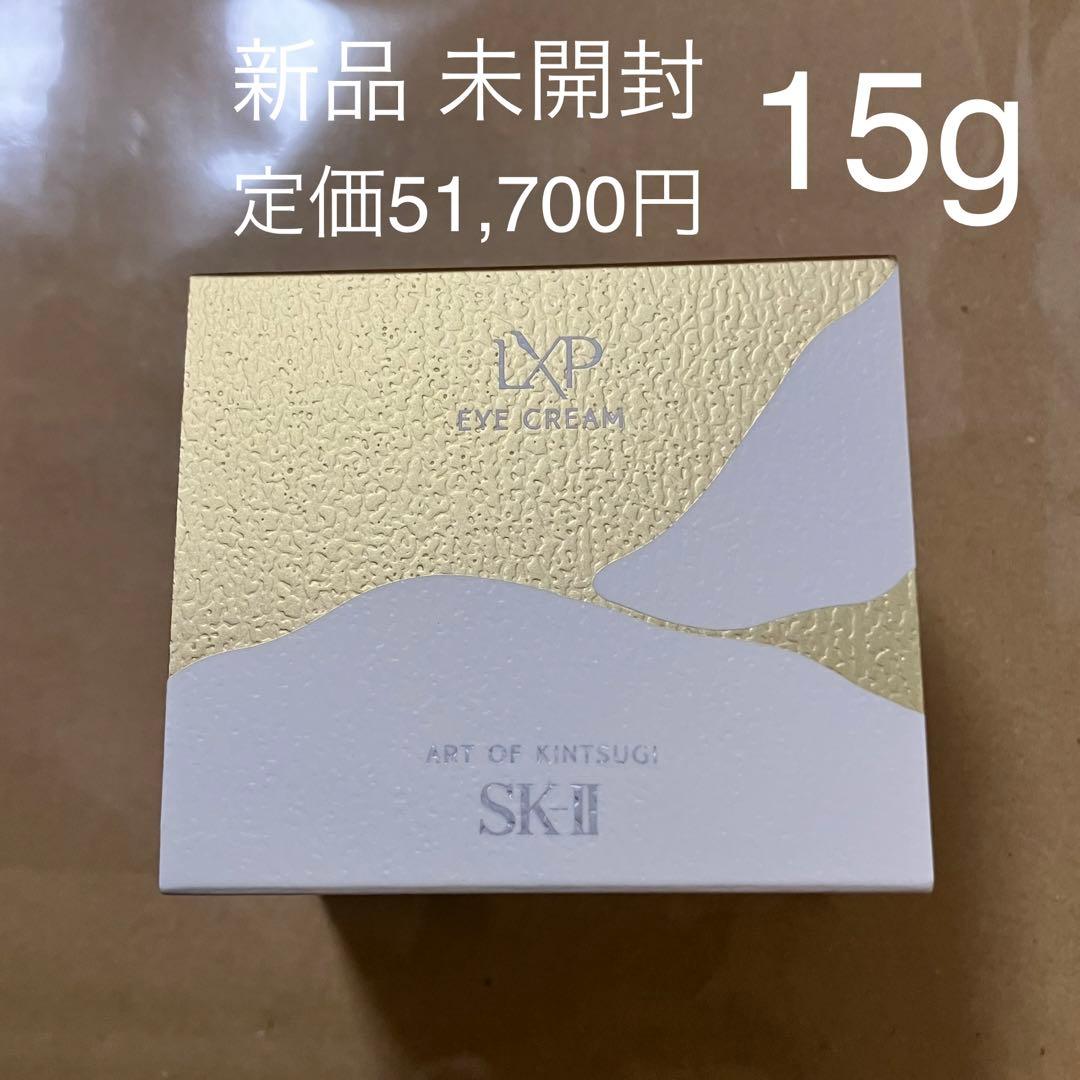 新品 未開封
15g
定価51,700円
LXP
EYE CREAM
ART OF KINTSUGI
SK-II